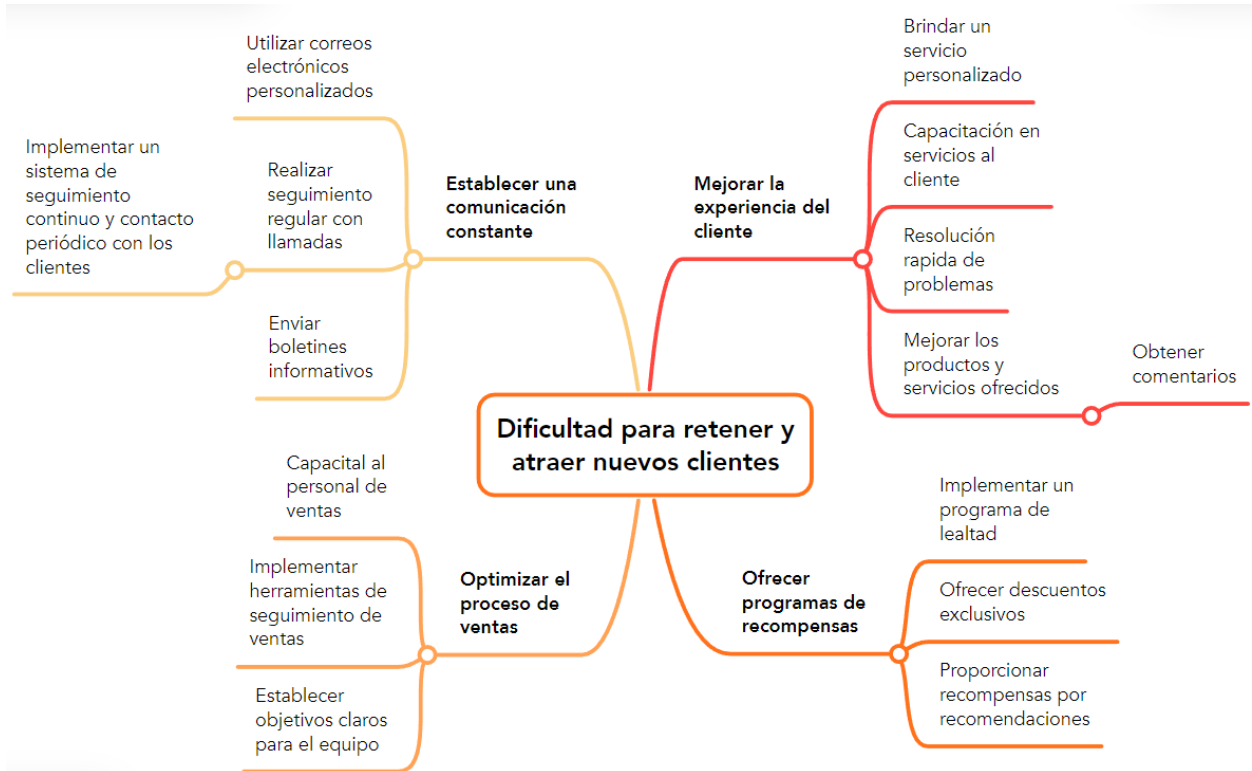 Dificultad para retener y
atraer nuevos clientes
Establecer una
comunicación
constante
Utilizar correos
electrónicos
personalizados
Realizar
seguimiento
regular con
llamadas
Implementar un
sistema de
seguimiento
continuo y contacto
periódico con los
clientes
Enviar
boletines
informativos
Mejorar la
experiencia del
cliente
Brindar un
servicio
personalizado
Capacitación en
servicios al
cliente
Resolución
rapida de
problemas
Mejorar los
productos y
servicios ofrecidos
Obtener
comentarios
Optimizar el
proceso de
ventas
Capacital al
personal de
ventas
Implementar
herramientas de
seguimiento de
ventas
Establecer
objetivos claros
para el equipo
Ofrecer
programas de
recompensas
Implementar un
programa de
lealtad
Ofrecer descuentos
exclusivos
Proporcionar
recompensas por
recomendaciones